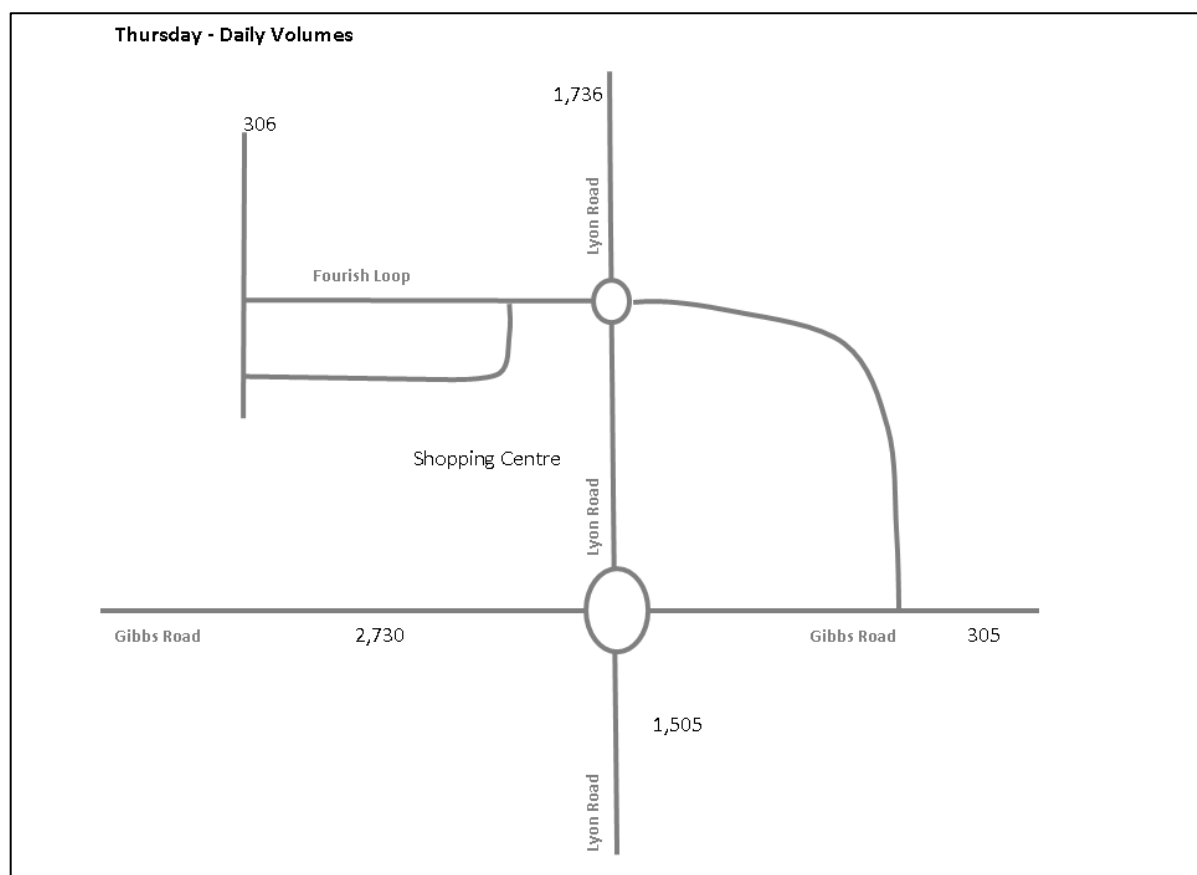 Thursday - Daily Volumes
1,736
306
Lyon Road
Fourish Loop
Shopping Centre
Lyon Road
Gibbs Road
2,730
Gibbs Road
305
1,505
Lyon Road